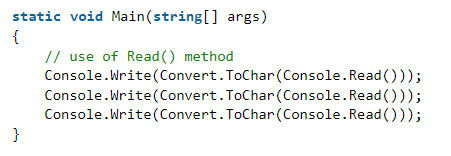 static void Main(string[] args)
{
    // use of Read() method
    Console.Write(Convert.ToChar(Console.Read()));
    Console.Write(Convert.ToChar(Console.Read()));
    Console.Write(Convert.ToChar(Console.Read()));
}